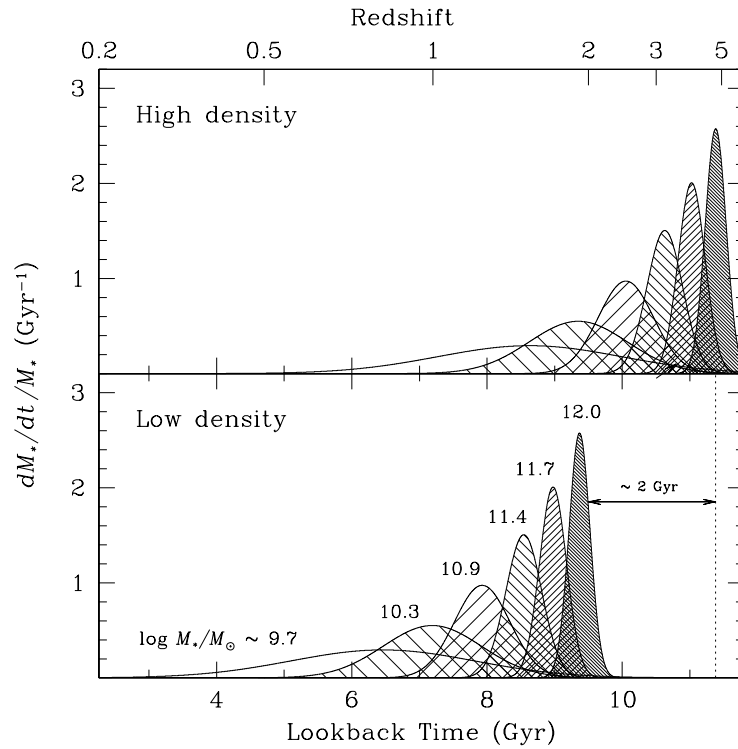 Redshift
0.2 0.5 1 2 3 5
3
High density
2
1
dM*/dt/M* (Gyr⁻¹)
3
Low density
12.0
11.7
2
~ 2 Gyr
11.4
10.9
1
10.3
log M*/M☉ ~ 9.7
4 6 8 10
Lookback Time (Gyr)